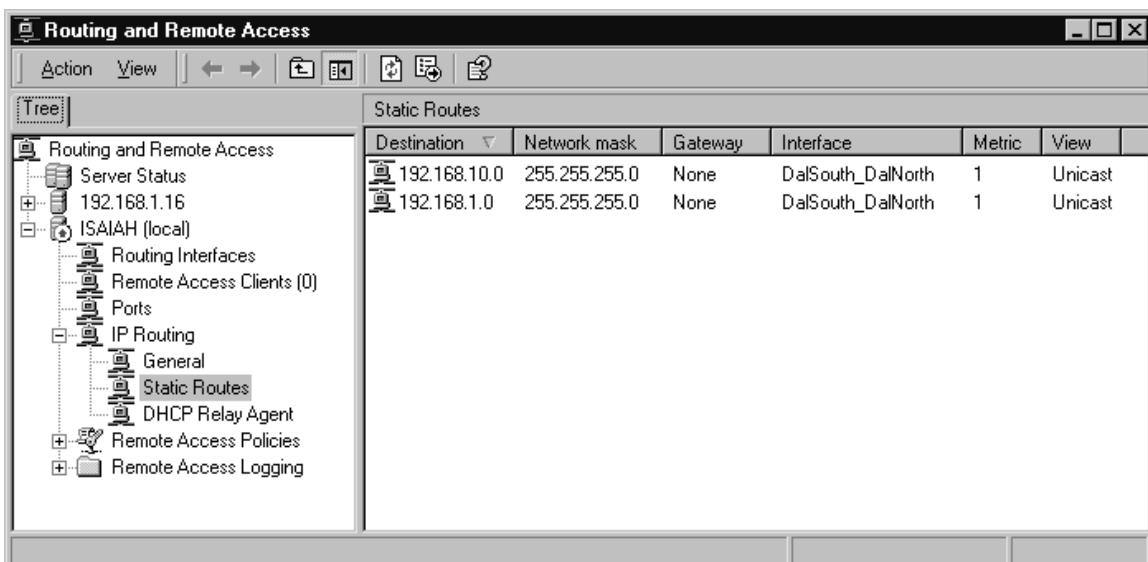 Routing and Remote Access
Action View
Tree
Static Routes
Routing and Remote Access
Server Status
192.168.1.16
ISAIAH (local)
Routing Interfaces
Remote Access Clients (0)
Ports
IP Routing
General
Static Routes
DHCP Relay Agent
Remote Access Policies
Remote Access Logging
Destination Network mask Gateway Interface Metric View
192.168.10.0 255.255.255.0 None DalSouth_DalNorth 1 Unicast
192.168.1.0 255.255.255.0 None DalSouth_DalNorth 1 Unicast